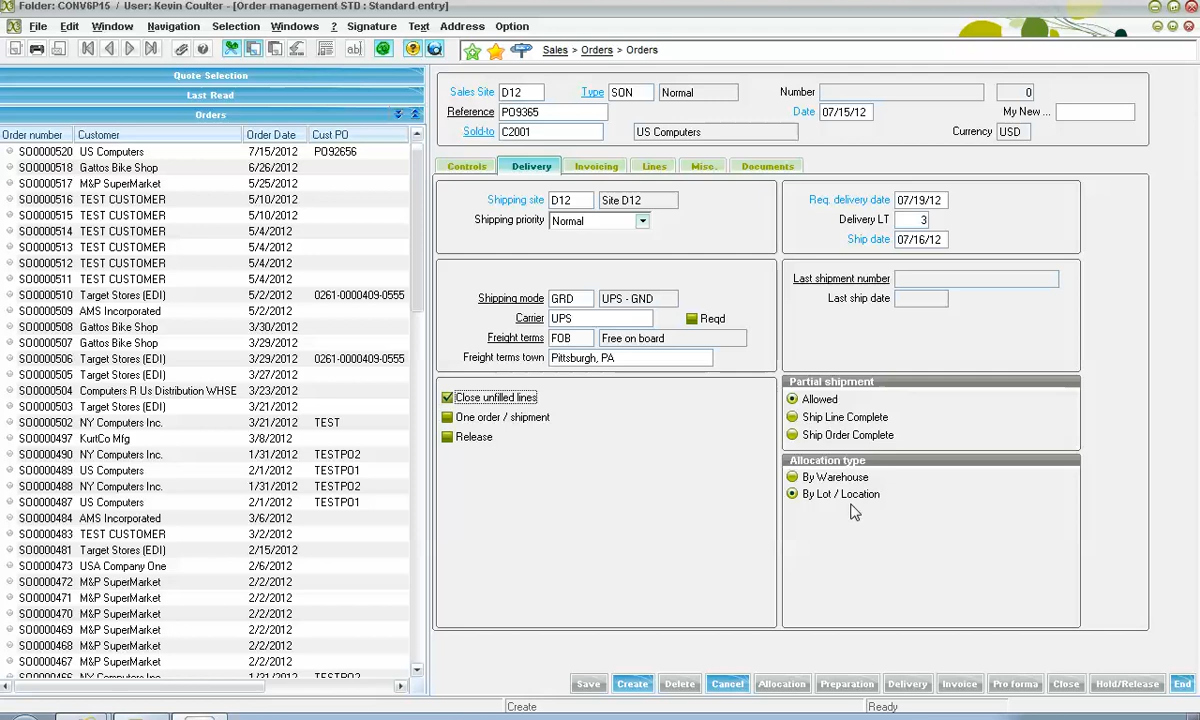 Folder: CONV6P15 / User: Kevin Coulter - [Order management STD : Standard entry]
File Edit Window Navigation Selection Windows ? Signature Text Address Option
Sales > Orders > Orders
Quote Selection
Last Read
Orders
Order number Customer Order Date Cust PO
SO0000520 US Computers 7/15/2012 PO92656
SO0000518 Gattos Bike Shop 6/26/2012
SO0000517 M&P SuperMarket 5/25/2012
SO0000516 TEST CUSTOMER 5/10/2012
SO0000515 TEST CUSTOMER 5/10/2012
SO0000514 TEST CUSTOMER 5/4/2012
SO0000513 TEST CUSTOMER 5/4/2012
SO0000512 TEST CUSTOMER 5/4/2012
SO0000511 TEST CUSTOMER 5/4/2012
SO0000510 Target Stores (EDI) 5/2/2012 0261-0000409-0555
SO0000509 AMS Incorporated 5/2/2012
SO0000508 Gattos Bike Shop 3/30/2012
SO0000507 Gattos Bike Shop 3/29/2012
SO0000506 Target Stores (EDI) 3/29/2012 0261-0000409-0555
SO0000505 Target Stores (EDI) 3/27/2012
SO0000504 Computers R Us Distribution WHSE 3/23/2012
SO0000503 Target Stores (EDI) 3/21/2012
SO0000502 NY Computers Inc. 3/21/2012 TEST
SO0000497 KurtCo Mfg 3/8/2012
SO0000490 NY Computers Inc. 1/31/2012 TESTPO2
SO0000489 US Computers 2/1/2012 TESTPO1
SO0000488 NY Computers Inc. 1/31/2012 TESTPO2
SO0000487 US Computers 2/1/2012 TESTPO1
SO0000484 AMS Incorporated 3/6/2012
SO0000483 TEST CUSTOMER 3/2/2012
SO0000481 Target Stores (EDI) 2/15/2012
SO0000473 USA Company One 2/6/2012
SO0000472 M&P SuperMarket 2/2/2012
SO0000471 M&P SuperMarket 2/2/2012
SO0000470 M&P SuperMarket 2/2/2012
SO0000469 M&P SuperMarket 2/2/2012
SO0000468 M&P SuperMarket 2/2/2012
SO0000467 M&P SuperMarket 2/2/2012
SO0000466 NY Computers Inc. 1/31/2012 TESTPO2
Sales Site D12 Type SON Normal Number 0
Reference PO9365 Date 07/15/12 My New ...
Sold-to C2001 US Computers Currency USD
Controls Delivery Invoicing Lines Misc. Documents
Shipping site D12 Site D12
Shipping priority Normal
Req. delivery date 07/19/12
Delivery LT 3
Ship date 07/16/12
Shipping mode GRD UPS - GND
Carrier UPS Reqd
Freight terms FOB Free on board
Freight terms town Pittsburgh, PA
Last shipment number
Last ship date
Close unfilled lines
One order / shipment
Release
Partial shipment
Allowed
Ship Line Complete
Ship Order Complete
Allocation type
By Warehouse
By Lot / Location
Save Create Delete Cancel Allocation Preparation Delivery Invoice Pro forma Close Hold/Release End
Create Ready